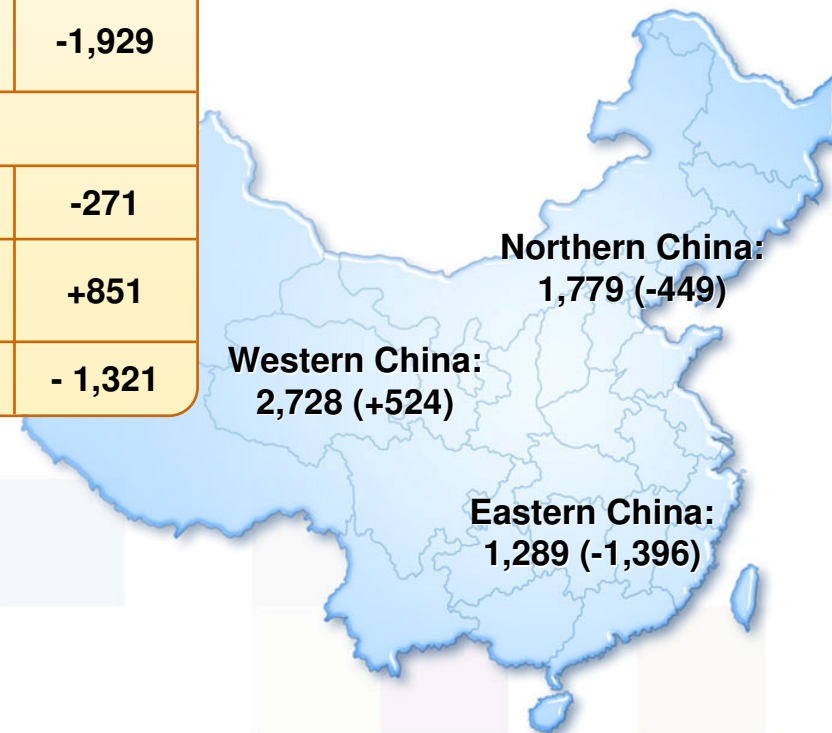 -1,929
-271
+851
- 1,321
Northern China:
1,779 (-449)
Western China:
2,728 (+524)
Eastern China:
1,289 (-1,396)